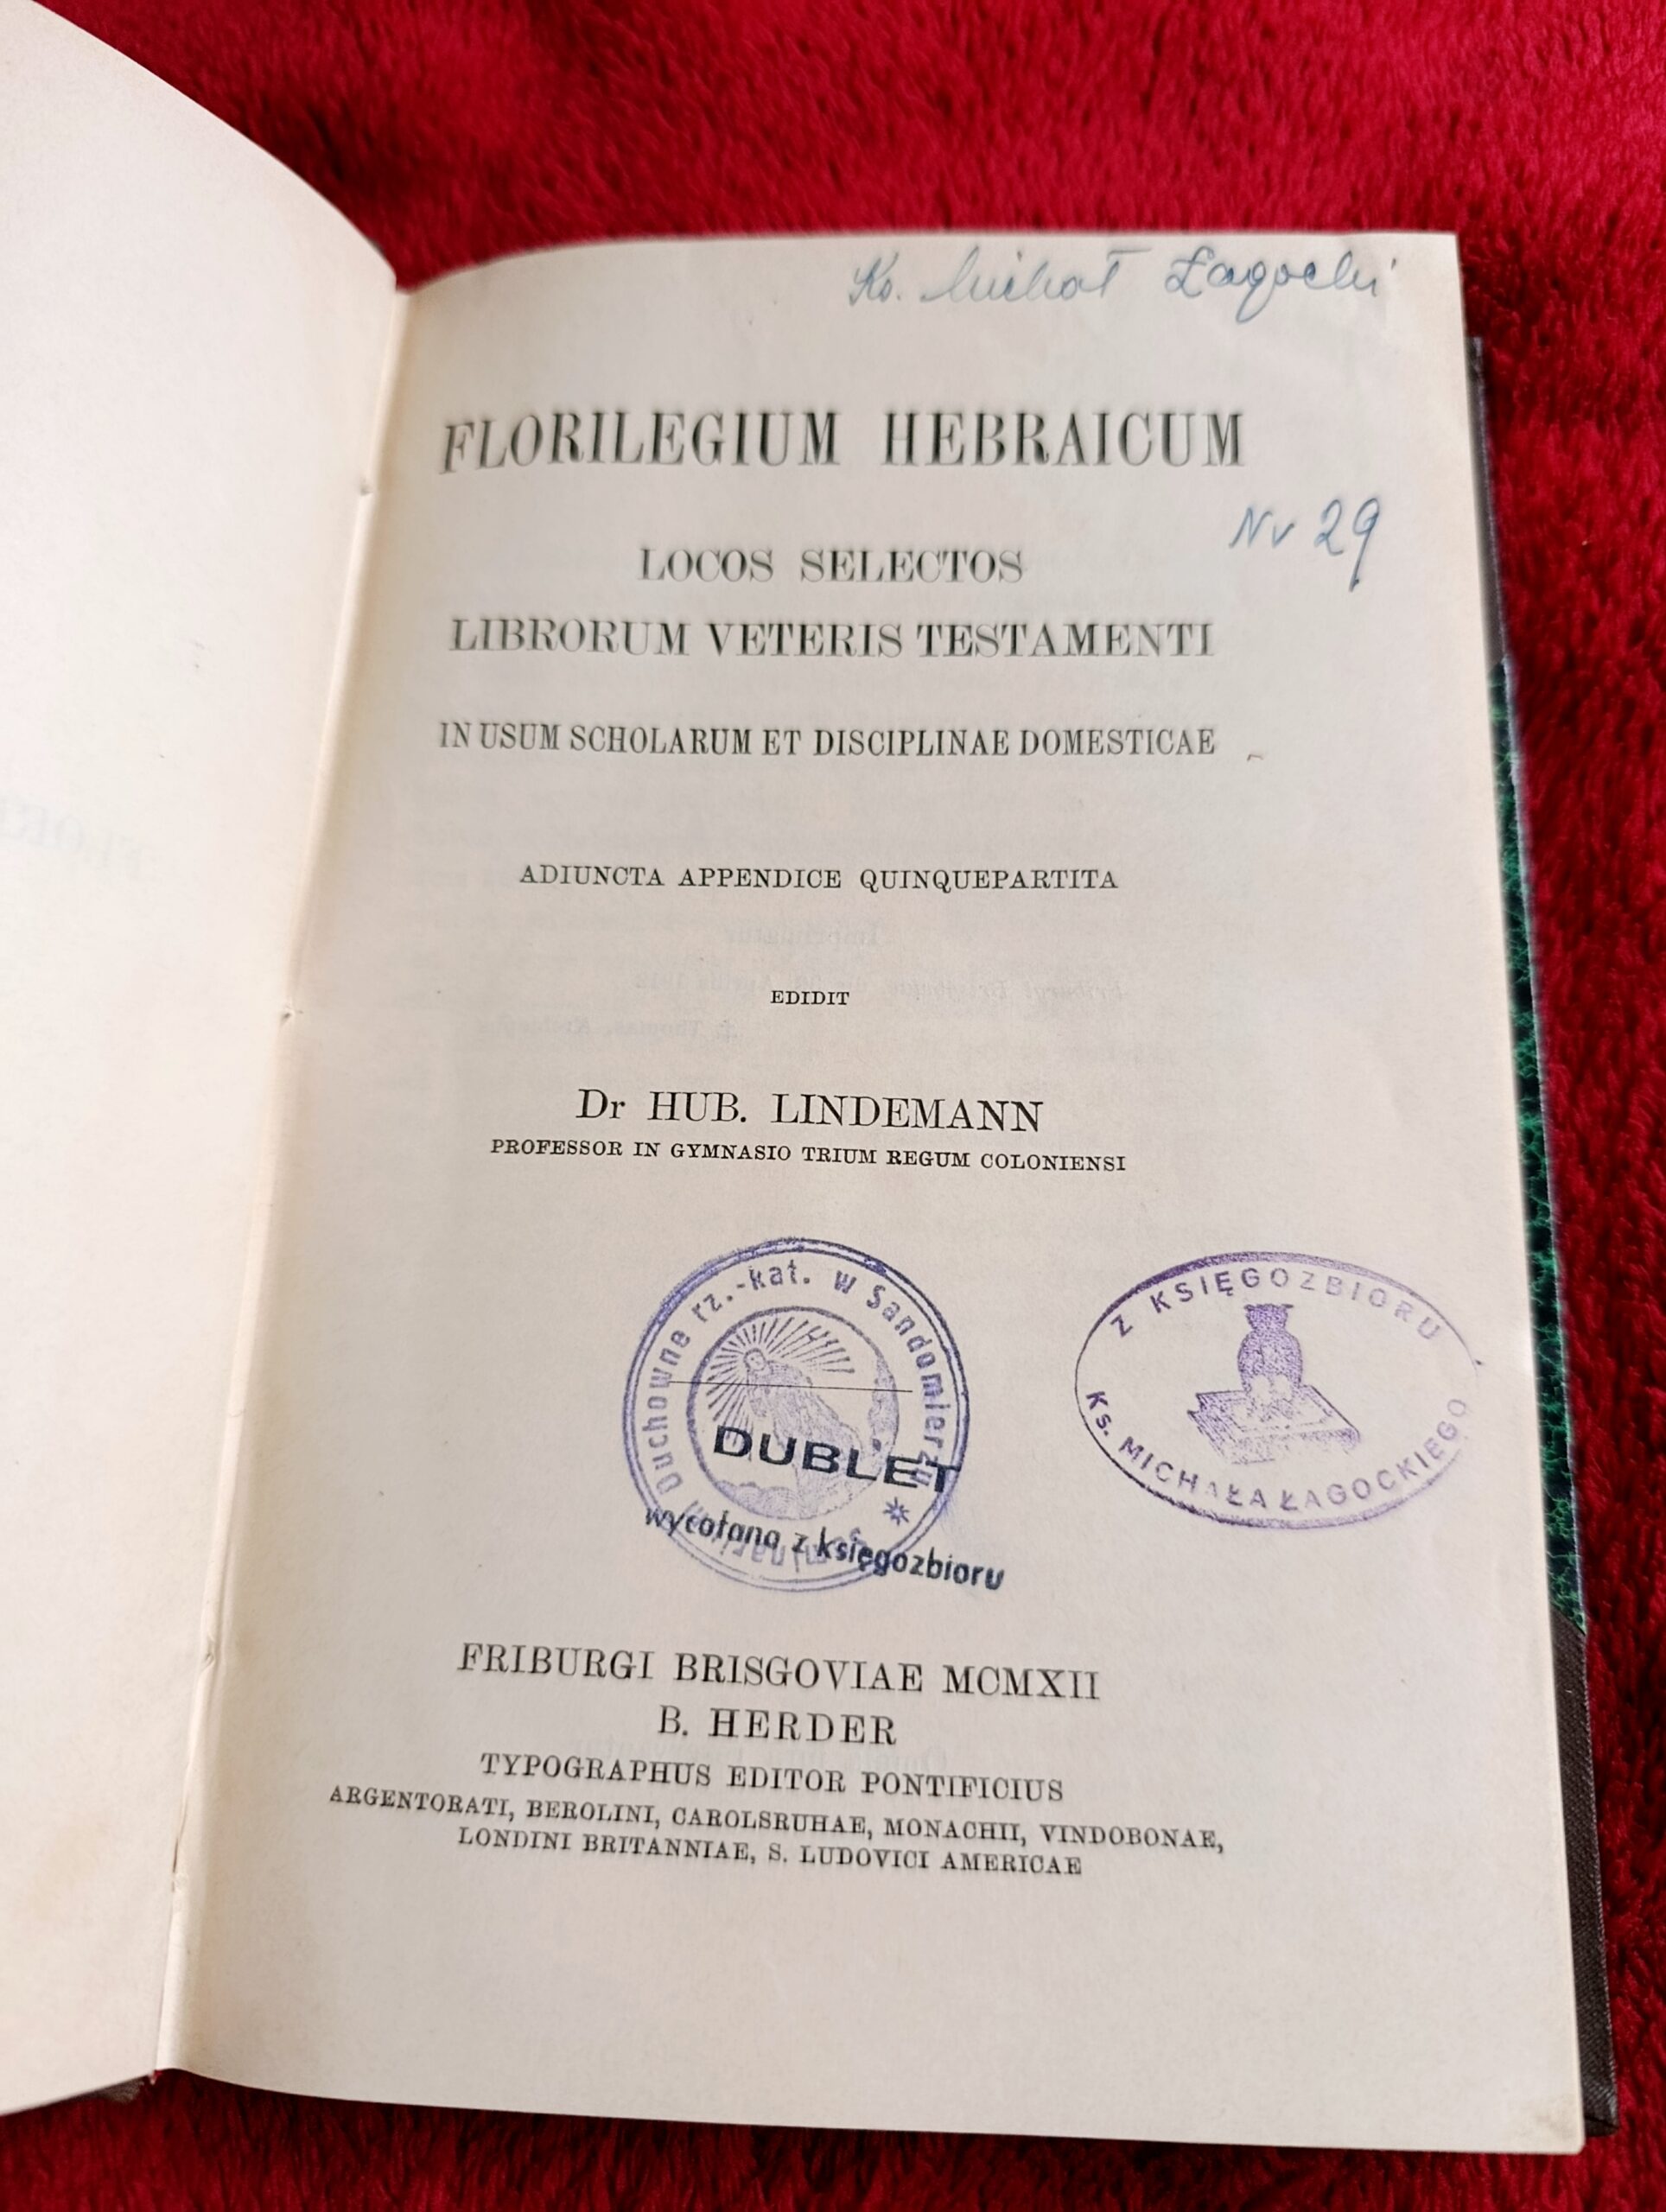 Ks. Michał Łagocki
FLORILEGIUM HEBRAICUM
Nr 29
LOCOS SELECTOS
LIBRORUM VETERIS TESTAMENTI
IN USUM SCHOLARUM ET DISCIPLINAE DOMESTICAE
ADIUNCTA APPENDICE QUINQUEPARTITA
EDIDIT
Dr HUB. LINDEMANN
PROFESSOR IN GYMNASIO TRIUM REGUM COLONIENSI
Duchowne rz.-kat. w Sandomierzu
DUBLET
wycofana z księgozbioru
Z KSIĘGOZBIORU
Ks. MICHAŁA ŁAGOCKIEGO
FRIBURGI BRISGOVIAE MCMXII
B. HERDER
TYPOGRAPHUS EDITOR PONTIFICIUS
ARGENTORATI, BEROLINI, CAROLSRUHAE, MONACHII, VINDOBONAE,
LONDINI BRITANNIAE, S. LUDOVICI AMERICAE